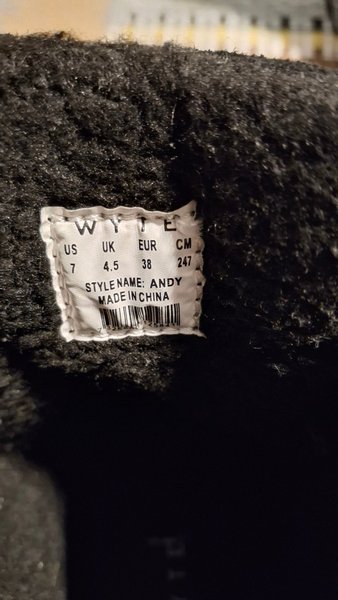 WYTE
US UK EUR CM
7 4.5 38 247
STYLE NAME: ANDY
MADE IN CHINA